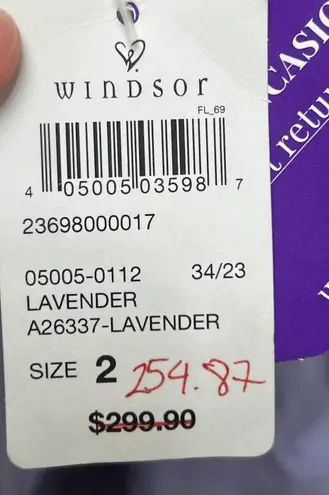 WINDSOR
FL_69
4 05005 03598 7
23698000017
05005-0112 34/23
LAVENDER
A26337-LAVENDER
SIZE 2 254.87
$299.90